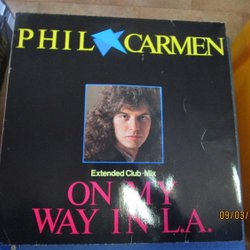 PHIL CARMEN
Extended Club-Mix
ON MY
WAY IN L.A.
09/03/